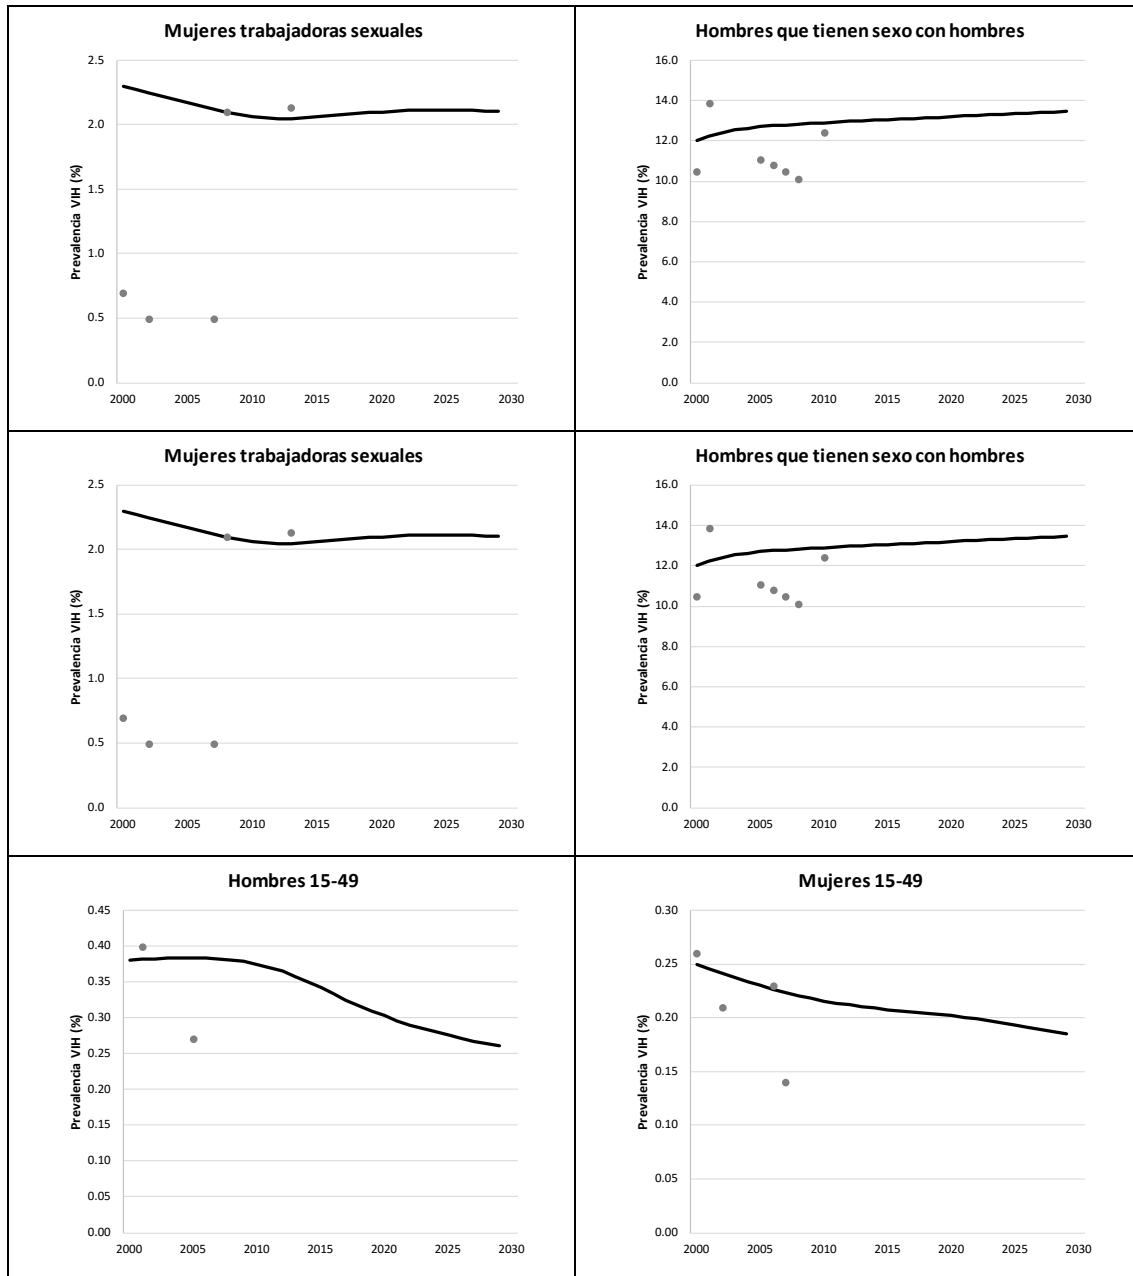 Mujeres trabajadoras sexuales
2.5
2.0
1.5
1.0
0.5
0.0
Prevalencia VIH (%)
2000 2005 2010 2015 2020 2025 2030
Hombres que tienen sexo con hombres
16.0
14.0
12.0
10.0
8.0
6.0
4.0
2.0
0.0
Prevalencia VIH (%)
2000 2005 2010 2015 2020 2025 2030
Mujeres trabajadoras sexuales
2.5
2.0
1.5
1.0
0.5
0.0
Prevalencia VIH (%)
2000 2005 2010 2015 2020 2025 2030
Hombres que tienen sexo con hombres
16.0
14.0
12.0
10.0
8.0
6.0
4.0
2.0
0.0
Prevalencia VIH (%)
2000 2005 2010 2015 2020 2025 2030
Hombres 15-49
0.45
0.40
0.35
0.30
0.25
0.20
0.15
0.10
0.05
0.00
Prevalencia VIH (%)
2000 2005 2010 2015 2020 2025 2030
Mujeres 15-49
0.30
0.25
0.20
0.15
0.10
0.05
0.00
Prevalencia VIH (%)
2000 2005 2010 2015 2020 2025 2030